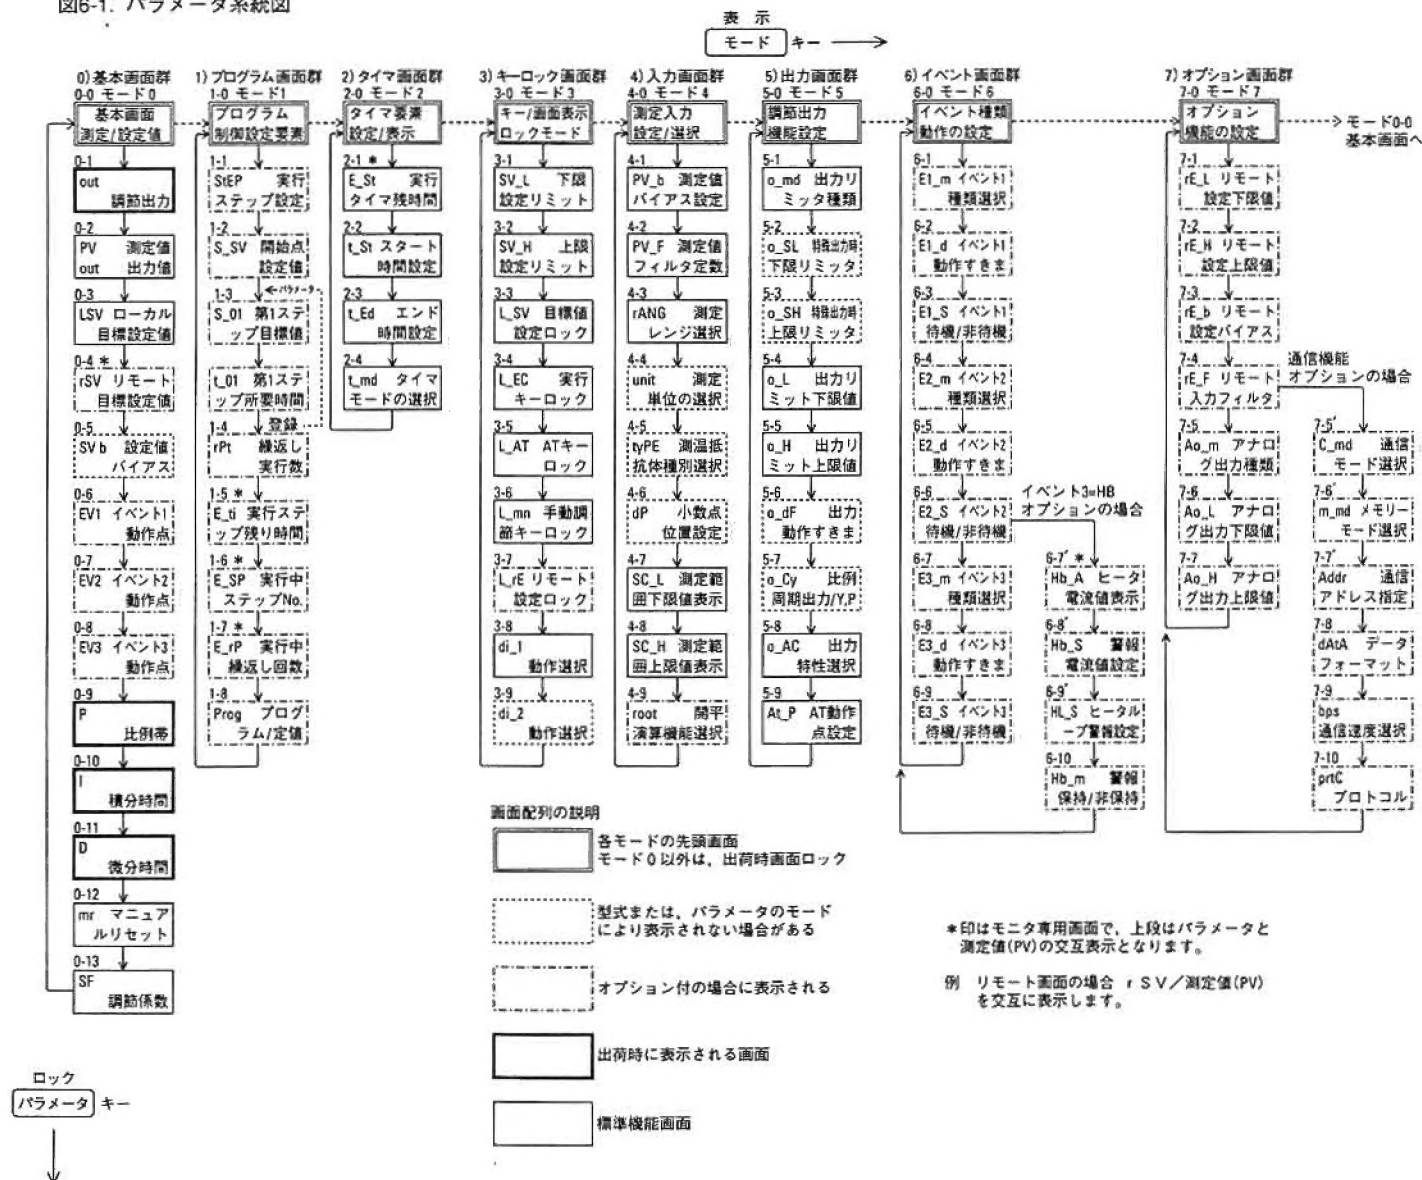 図6-1. パラメータ系統図
表 示
モード キー
0)基本画面群
0-0 モード0
基本画面
測定/設定値
0-1
out
調節出力
0-2
PV 測定値
out 出力値
0-3
LSV ローカル
目標設定値
0-4 *
rSV リモート
目標設定値
0-5
SV b 設定値
バイアス
0-6
EV1 イベント1
動作点
0-7
EV2 イベント2
動作点
0-8
EV3 イベント3
動作点
0-9
P
比例帯
0-10
I
積分時間
0-11
D
微分時間
0-12
mr マニュア
ルリセット
0-13
SF
調節係数
1)プログラム画面群
1-0 モード1
プログラム
制御設定要素
1-1
StEP 実行
ステップ設定
1-2
S_SV 開始点
設定値
1-3
パラメータ
S_01 第1ステ
ップ目標値
t_01 第1ステ
ップ所要時間
1-4 登録
rPt 繰返し
実行数
1-5 *
E_ti 実行ステ
ップ残り時間
1-6 *
E_SP 実行中
ステップNo.
1-7 *
E_rP 実行中
繰返し回数
1-8
Prog プログ
ラム/定値
2)タイマ画面群
2-0 モード2
タイマ要素
設定/表示
2-1 *
E_St 実行
タイマ残時間
2-2
t_St スタート
時間設定
2-3
t_Ed エンド
時間設定
2-4
t_md タイマ
モードの選択
3)キーロック画面群
3-0 モード3
キー/画面表示
ロックモード
3-1
SV_L 下限
設定リミット
3-2
SV_H 上限
設定リミット
3-3
L_SV 目標値
設定ロック
3-4
L_EC 実行
キーロック
3-5
L_AT ATキー
ロック
3-6
L_mn 手動調
節キーロック
3-7
L_rE リモート
設定ロック
3-8
di_1
動作選択
3-9
di_2
動作選択
4)入力画面群
4-0 モード4
測定入力
設定/選択
4-1
PV_b 測定値
バイアス設定
4-2
PV_F 測定値
フィルタ定数
4-3
rANG 測定
レンジ選択
4-4
unit 測定
単位の選択
4-5
tyPE 測温抵
抗体種別選択
4-6
dP 小数点
位置設定
4-7
SC_L 測定範
囲下限値表示
4-8
SC_H 測定範
囲上限値表示
4-9
root 開平
演算機能選択
5)出力画面群
5-0 モード5
調節出力
機能設定
5-1
o_md 出力リ
ミッタ種類
5-2
o_SL 特殊出力時
下限リミッタ
5-3
o_SH 特殊出力時
上限リミッタ
5-4
o_L 出力リ
ミット下限値
5-5
o_H 出力リ
ミット上限値
5-6
o_dF 出力
動作すきま
5-7
o_Cy 比例
周期出力/Y,P
5-8
o_AC 出力
特性選択
5-9
At_P AT動作
点設定
6)イベント画面群
6-0 モード6
イベント種類
動作の設定
6-1
E1_m イベント1
種類選択
6-2
E1_d イベント1
動作すきま
6-3
E1_S イベント1
待機/非待機
6-4
E2_m イベント2
種類選択
6-5
E2_d イベント2
動作すきま
6-6
E2_S イベント2
待機/非待機
6-7
E3_m イベント3
種類選択
6-8
E3_d イベント3
動作すきま
6-9
E3_S イベント3
待機/非待機
イベント3=HB
オプションの場合
6-7' *
Hb_A ヒータ
電流値表示
6-8'
Hb_S 警報
電流値設定
6-9'
HL_S ヒータル
ープ警報設定
6-10
Hb_m 警報
保持/非保持
7)オプション画面群
7-0 モード7
オプション
機能の設定
モード0-0
基本画面へ
7-1
rE_L リモート
設定下限値
7-2
rE_H リモート
設定上限値
7-3
rE_b リモート
設定バイアス
7-4
rE_F リモート
入力フィルタ
7-5
Ao_m アナロ
グ出力種類
7-6
Ao_L アナロ
グ出力下限値
7-7
Ao_H アナロ
グ出力上限値
通信機能
オプションの場合
7-5'
C_md 通信
モード選択
7-6'
m_md メモリー
モード選択
7-7'
Addr 通信
アドレス指定
7-8
dAtA データ
フォーマット
7-9
bps
通信速度選択
7-10
prtC
プロトコル
画面配列の説明
各モードの先頭画面
モード0以外は、出荷時画面ロック
型式または、パラメータのモード
により表示されない場合がある
オプション付の場合に表示される
出荷時に表示される画面
標準機能画面
*印はモニタ専用画面で、上段はパラメータと
測定値(PV)の交互表示となります。
例 リモート画面の場合 r S V/測定値(PV)
を交互に表示します。
ロック
パラメータ キー